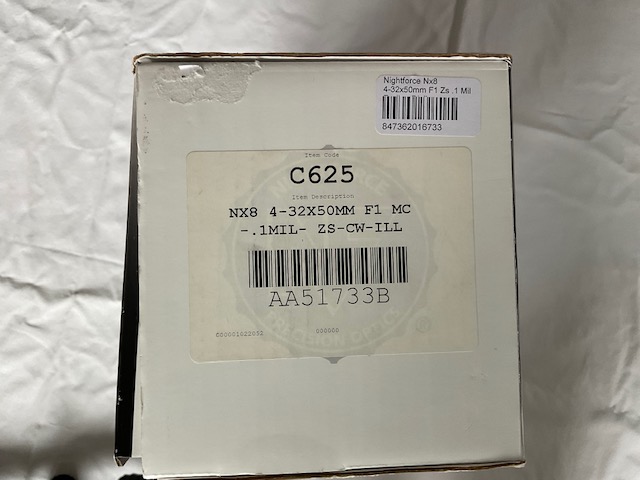 Nightforce Nx8
4-32x50mm F1 Zs .1 Mil
847362016733
Item Code
C625
Item Description
NX8 4-32X50MM F1 MC
-.1MIL- ZS-CW-ILL
AA51733B
000000